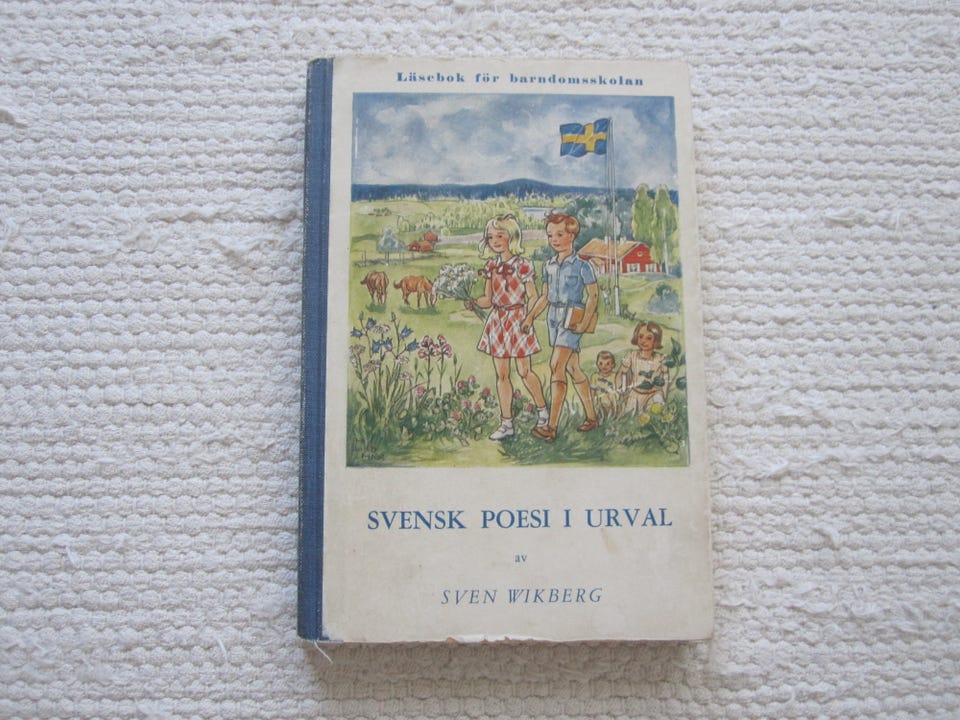 Läsebok för barndomsskolan
SVENSK POESI I URVAL
av
SVEN WIKBERG